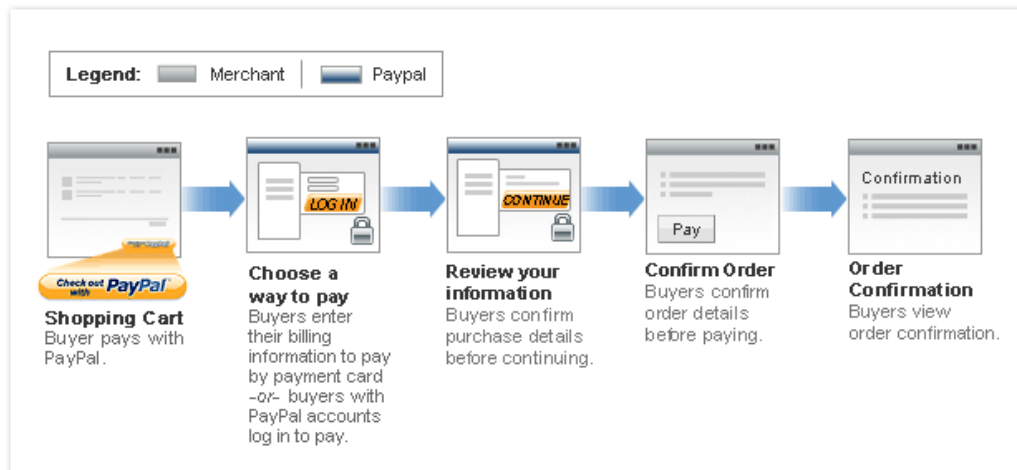 Legend: Merchant Paypal
LOG IN
CONTINUE
Pay
Confirmation
Check out
with PayPal
Shopping Cart
Buyer pays with
PayPal.
Choose a
way to pay
Buyers enter
their billing
information to pay
by payment card
-or- buyers with
PayPal accounts
log in to pay.
Review your
information
Buyers confirm
purchase details
before continuing.
Confirm Order
Buyers confirm
order details
before paying.
Order
Confirmation
Buyers view
order confirmation.